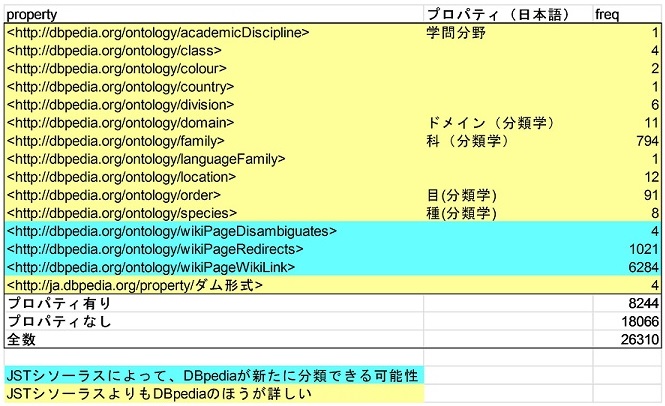 property プロパティ（日本語） freq
<http://dbpedia.org/ontology/academicDiscipline> 学問分野 1
<http://dbpedia.org/ontology/class> 4
<http://dbpedia.org/ontology/colour> 2
<http://dbpedia.org/ontology/country> 1
<http://dbpedia.org/ontology/division> 6
<http://dbpedia.org/ontology/domain> ドメイン（分類学） 11
<http://dbpedia.org/ontology/family> 科（分類学） 794
<http://dbpedia.org/ontology/languageFamily> 1
<http://dbpedia.org/ontology/location> 12
<http://dbpedia.org/ontology/order> 目(分類学) 91
<http://dbpedia.org/ontology/species> 種(分類学) 8
<http://dbpedia.org/ontology/wikiPageDisambiguates> 4
<http://dbpedia.org/ontology/wikiPageRedirects> 1021
<http://dbpedia.org/ontology/wikiPageWikiLink> 6284
<http://ja.dbpedia.org/property/ダム形式> 4
プロパティ有り 8244
プロパティなし 18066
全数 26310
JSTシソーラスによって、DBpediaが新たに分類できる可能性
JSTシソーラスよりもDBpediaのほうが詳しい